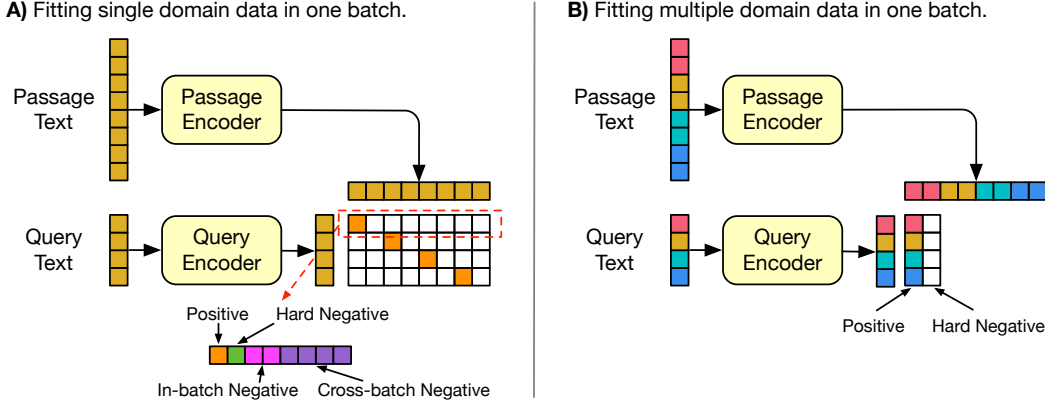 A) Fitting single domain data in one batch.
Passage
Text
Passage
Encoder
Query
Text
Query
Encoder
Positive
Hard Negative
In-batch Negative
Cross-batch Negative
B) Fitting multiple domain data in one batch.
Passage
Text
Passage
Encoder
Query
Text
Query
Encoder
Positive
Hard Negative